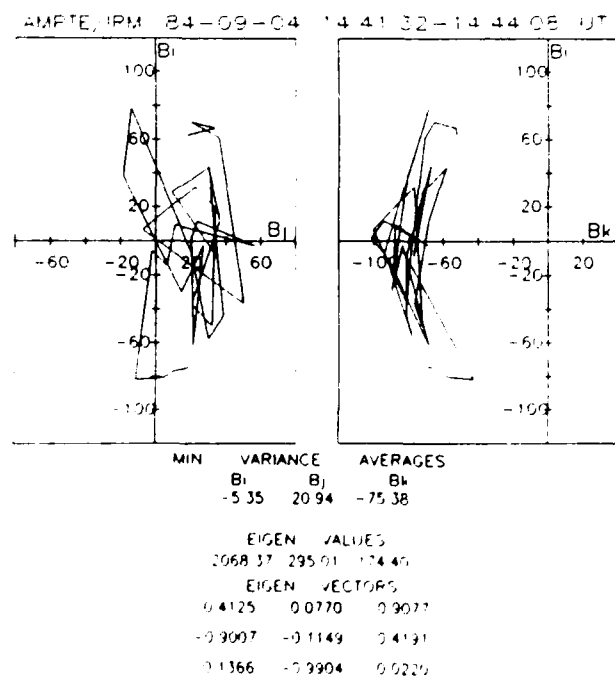 AMPTE/IRM 84-09-04 14:41:32-14:44:08 UT
Bi Bi
100 100
60 60
20 20
Bj Bk
-60 -20 20 60 -100 -60 20
-20 -20
-60 -60
-100 -100
MIN VARIANCE AVERAGES
Bi Bj Bk
-5.35 20.94 -75.38
EIGEN VALUES
2068.37 295.01 174.40
EIGEN VECTORS
0.4125 0.0770 0.9077
-0.9007 -0.1149 0.4191
0.1366 -0.9904 0.0220